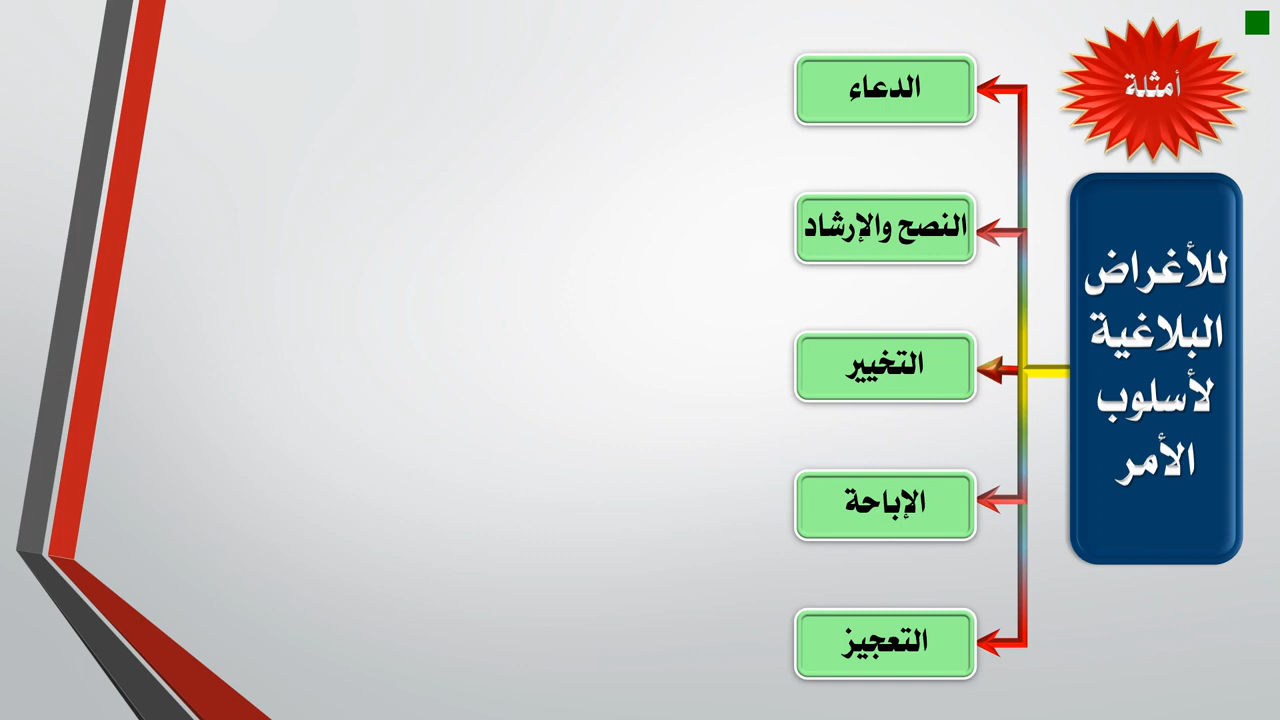 أمثلة
للأغراض
البلاغية
لأسلوب
الأمر
الدعاء
النصح والإرشاد
التخيير
الإباحة
التعجيز